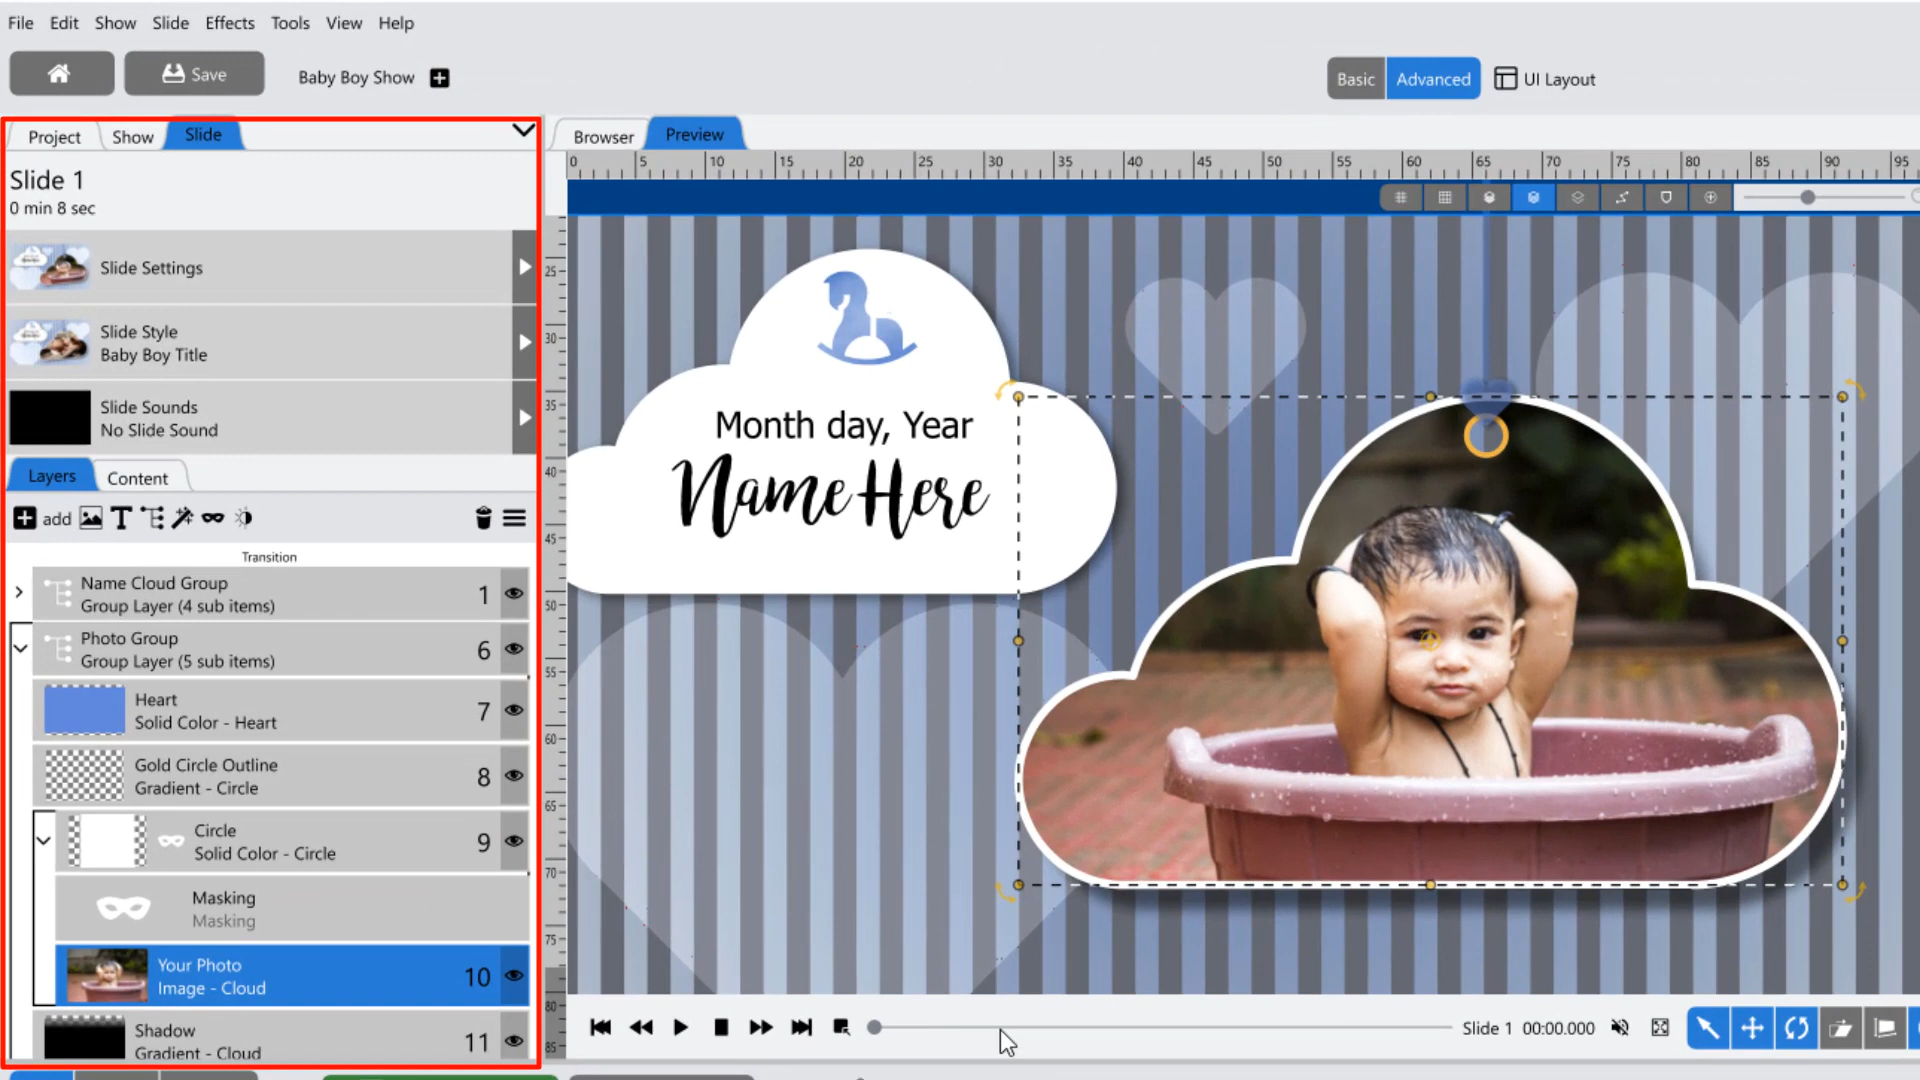 File Edit Show Slide Effects Tools View Help
Save Baby Boy Show Basic Advanced UI Layout
Project Show Slide
Browser Preview
0 5 10 15 20 25 30 35 40 45 50 55 60 65 70 75 80 85 90 95
Slide 1
0 min 8 sec
Slide Settings
Slide Style
Baby Boy Title
Slide Sounds
No Slide Sound
Layers Content
add
Transition
Name Cloud Group
Group Layer (4 sub items)
1
Photo Group
Group Layer (5 sub items)
6
Heart
Solid Color - Heart
7
Gold Circle Outline
Gradient - Circle
8
Circle
Solid Color - Circle
9
Masking
Masking
Your Photo
Image - Cloud
10
Shadow
Gradient - Cloud
11
25
30
35
40
45
50
55
60
65
70
75
80
85
Month day, Year
Name Here
Slide 1 00:00.000